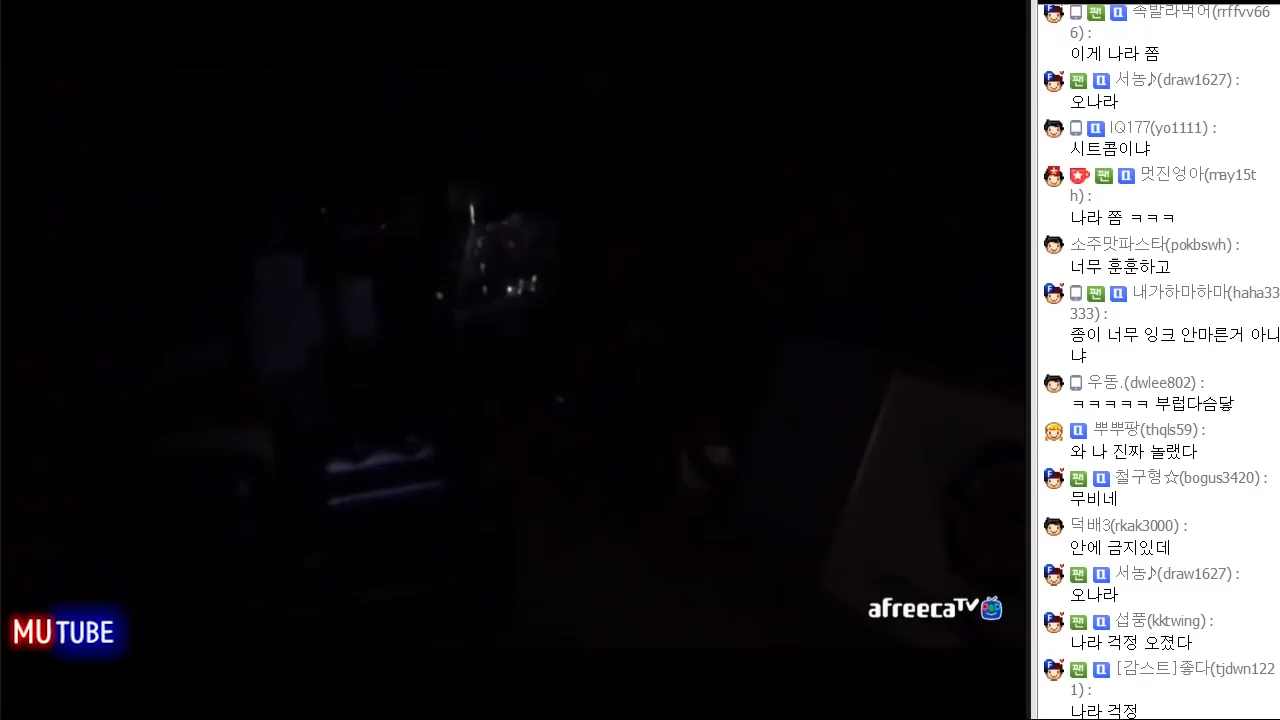 속발라먹어(rrffvv66
6) :
이게 나라 쫌
서농♪(draw1627) :
오나라
IQ177(yo1111) :
시트콤이냐
멋진엉아(may15t
h) :
나라 쫌 ㅋㅋㅋ
소주맛파스타(pokbswh) :
너무 훈훈하고
내가하마하마(haha33
333) :
종이 너무 잉크 안마른거 아니
냐
우동.(dwlee802) :
ㅋㅋㅋㅋㅋ 부럽다슴닿
뿌뿌팡(thqls59) :
와 나 진짜 놀랬다
철구형☆(bogus3420) :
무비네
덕배3(rkak3000) :
안에 금지있데
서농♪(draw1627) :
오나라
섭풍(kktwing) :
나라 걱정 오졌다
[감스트]좋다(tjdwn122
1) :
나라 걱정
afreecaTV
MUTUBE